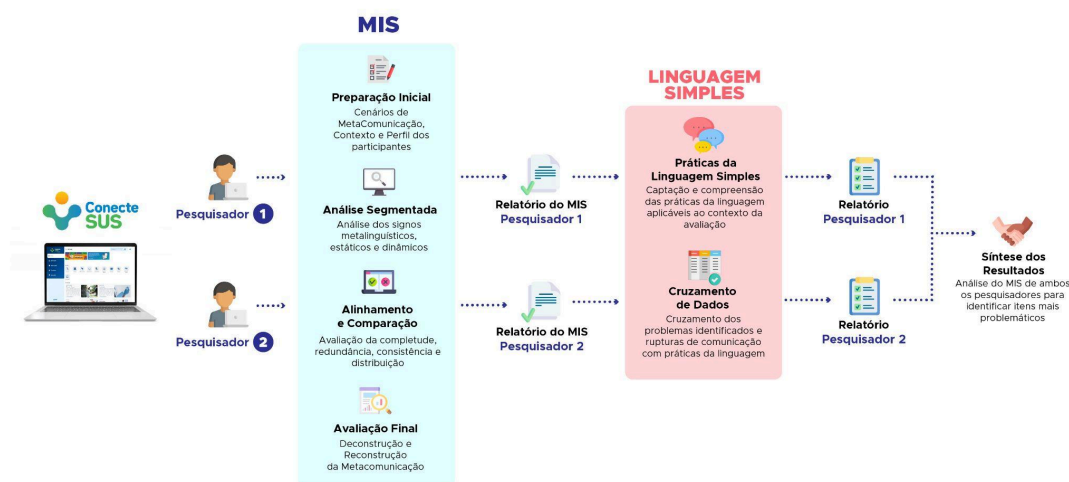 MIS
Preparação Inicial
Cenários de
MetaComunicação,
Contexto e Perfil dos
participantes
Análise Segmentada
Análise dos signos
metalinguísticos,
estáticos e dinâmicos
Alinhamento
e Comparação
Avaliação da completude,
redundância, consistência e
distribuição
Avaliação Final
Deconstrução e
Reconstrução
da Metacomunicação
Conecte
SUS
Pesquisador 1
Pesquisador 2
Relatório do MIS
Pesquisador 1
Relatório do MIS
Pesquisador 2
LINGUAGEM
SIMPLES
Práticas da
Linguagem Simples
Captação e compreensão
das práticas da linguagem
aplicáveis ao contexto da
avaliação
Cruzamento
de Dados
Cruzamento dos
problemas identificados e
rupturas de comunicação
com práticas da linguagem
Relatório
Pesquisador 1
Relatório
Pesquisador 2
Síntese dos
Resultados
Análise do MIS de ambos
os pesquisadores para
identificar itens mais
problemáticos